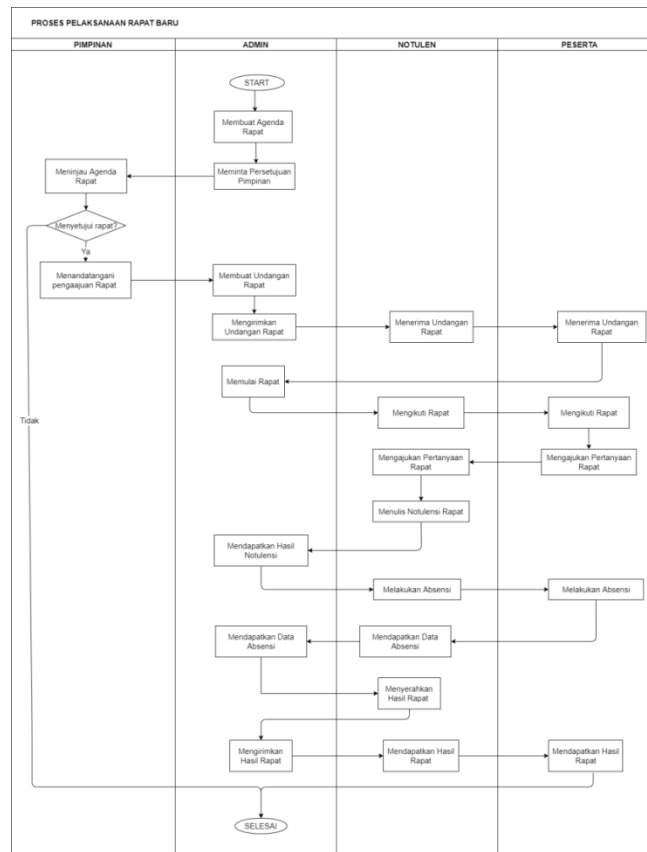 PROSES PELAKSANAAN RAPAT BARU
PIMPINAN
ADMIN
NOTULEN
PESERTA
START
Membuat Agenda
Rapat
Meninjau Agenda
Rapat
Meminta Persetujuan
Pimpinan
Menyetujui rapat?
Ya
Menandatangani
pengaajuan Rapat
Membuat Undangan
Rapat
Mengirimkan
Undangan Rapat
Menerima Undangan
Rapat
Menerima Undangan
Rapat
Memulai Rapat
Tidak
Mengikuti Rapat
Mengikuti Rapat
Mengajukan Pertanyaan
Rapat
Mengajukan Pertanyaan
Rapat
Menulis Notulensi Rapat
Mendapatkan Hasil
Notulensi
Melakukan Absensi
Melakukan Absensi
Mendapatkan Data
Absensi
Mendapatkan Data
Absensi
Menyerahkan
Hasil Rapat
Mengirimkan
Hasil Rapat
Mendapatkan Hasil
Rapat
Mendapatkan Hasil
Rapat
SELESAI